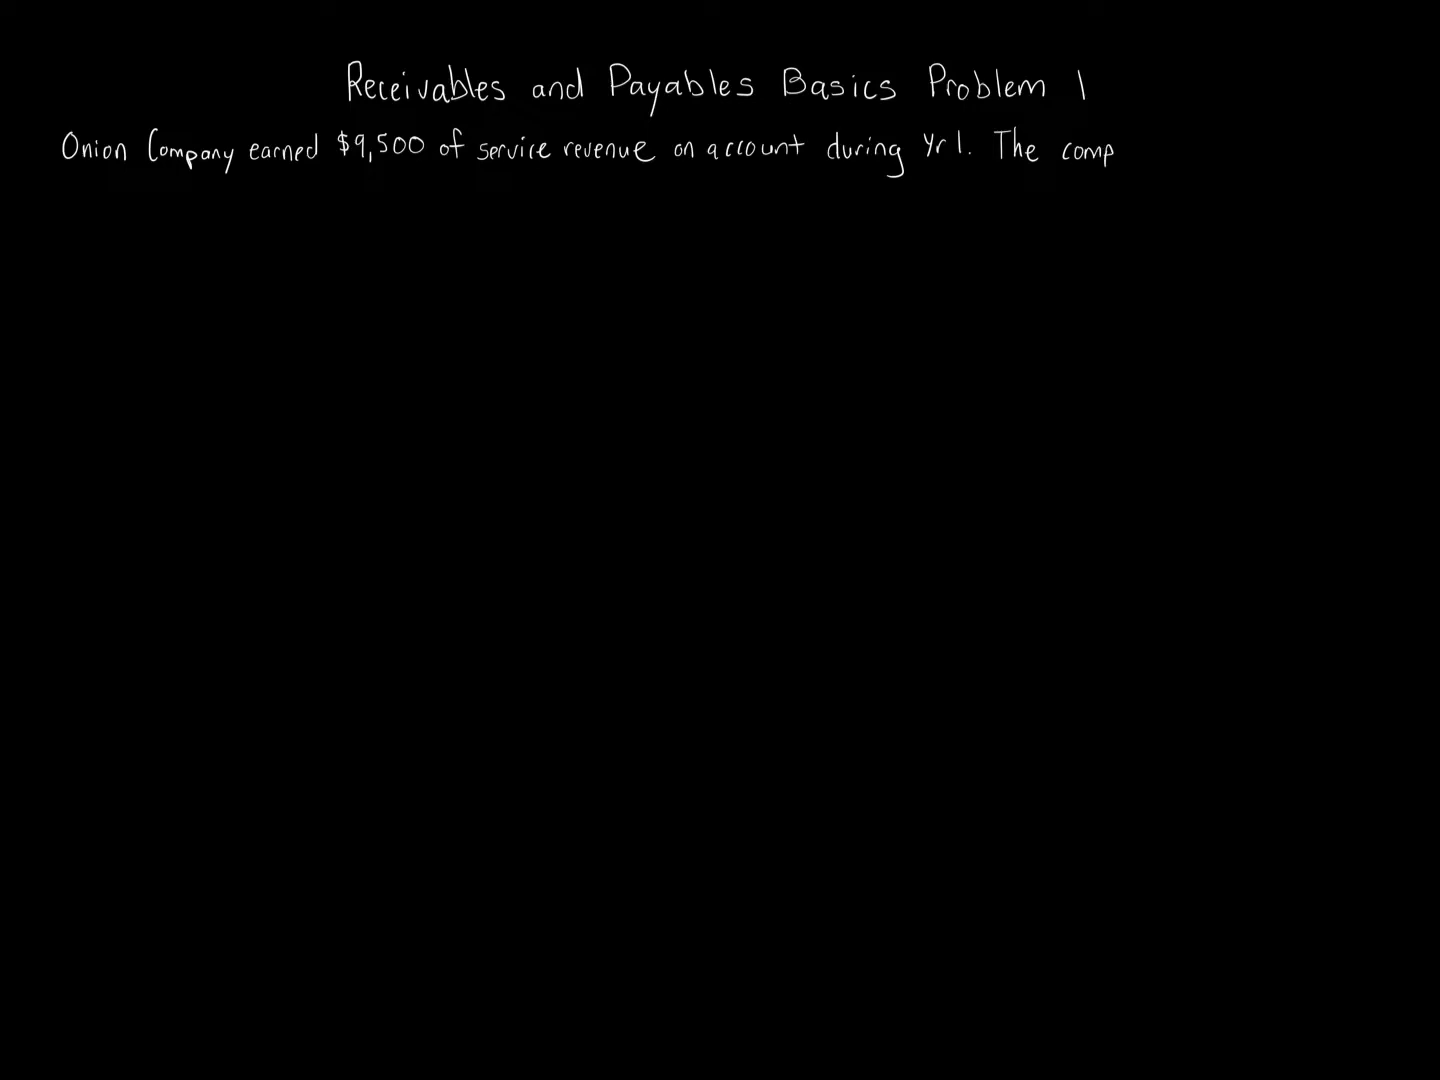 Receivables and Payables Basics Problem 1
Onion Company earned $9,500 of service revenue on account during Yr 1. The comp